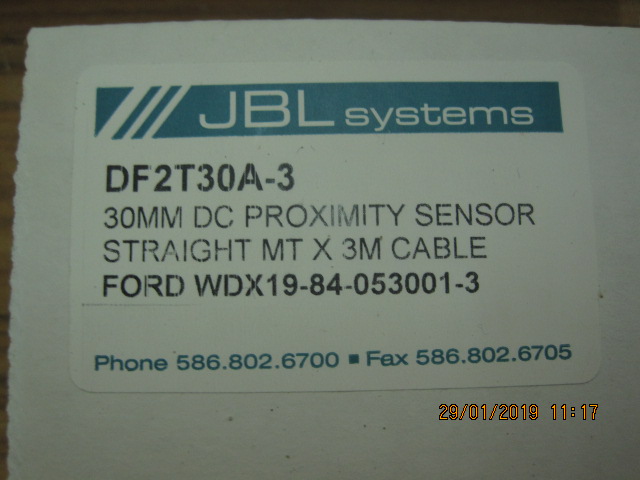 JBL systems
DF2T30A-3
30MM DC PROXIMITY SENSOR
STRAIGHT MT X 3M CABLE
FORD WDX19-84-053001-3
Phone 586.802.6700 ▪ Fax 586.802.6705
29/01/2019 11:17